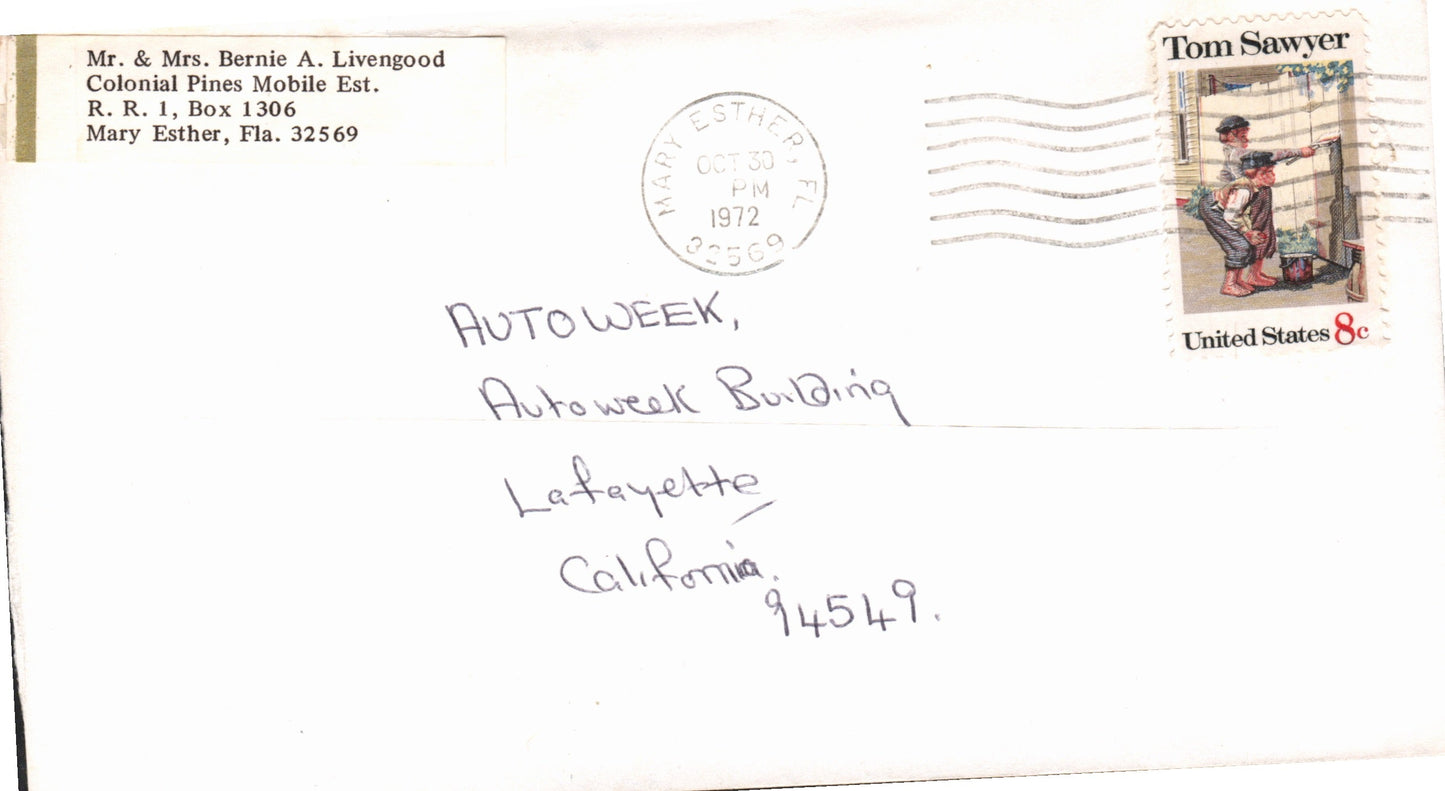 Mr. & Mrs. Bernie A. Livengood
Colonial Pines Mobile Est.
R. R. 1, Box 1306
Mary Esther, Fla. 32569
MARY ESTHER, FL
OCT 30
PM
1972
32569
Tom Sawyer
United States 8c
AUTOWEEK,
Autoweek Building
Lafayette
California.
94549.